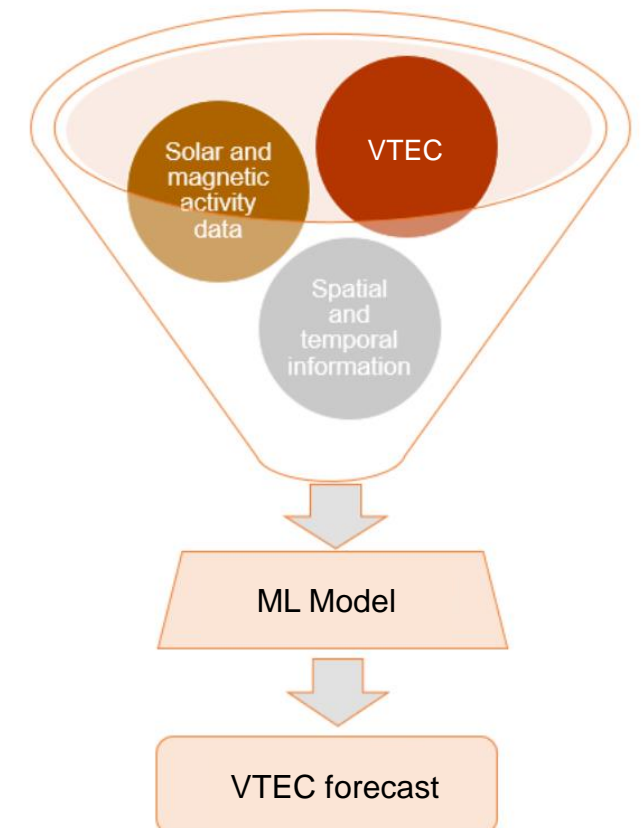 Solar and
magnetic
activity
data
VTEC
Spatial
and
temporal
information
ML Model
VTEC forecast